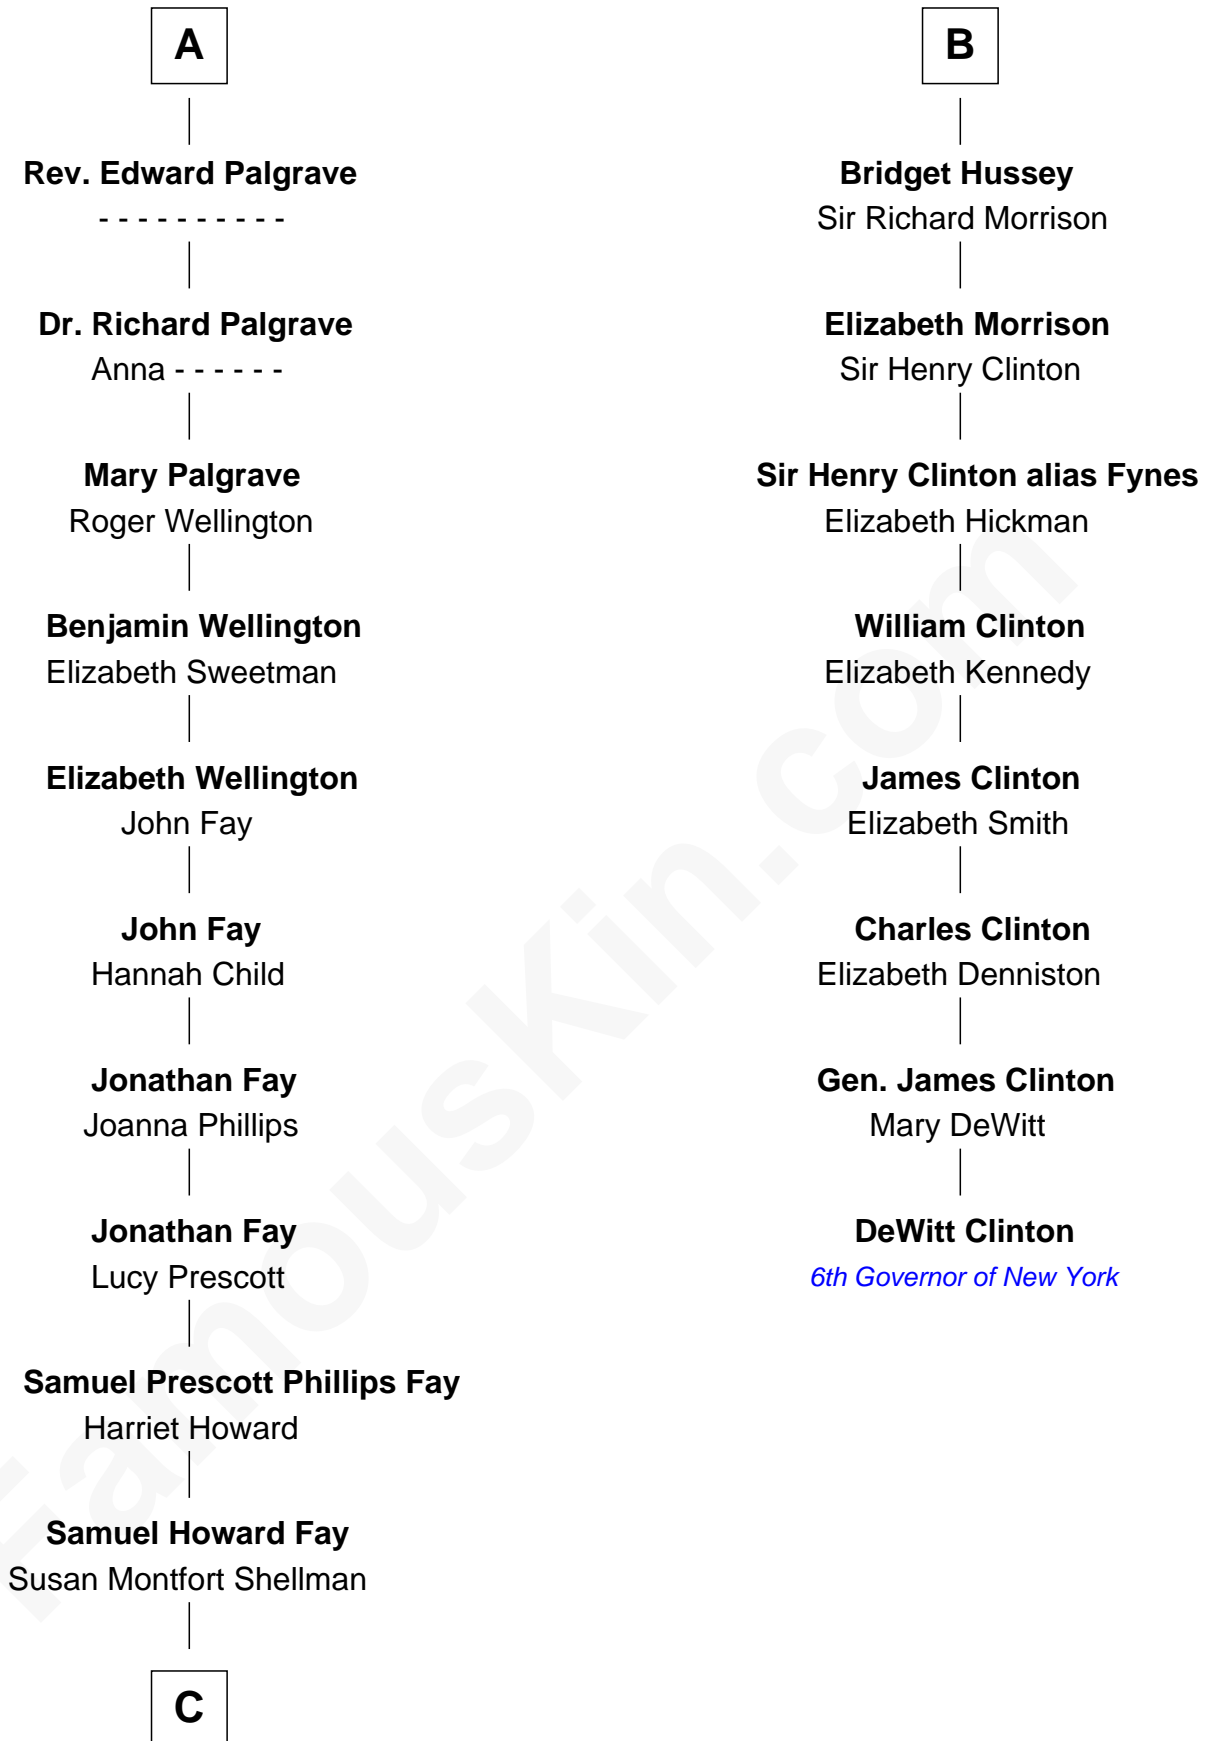 A
Rev. Edward Palgrave
- - - - - - - - - -
Dr. Richard Palgrave
Anna - - - - - -
Mary Palgrave
Roger Wellington
Benjamin Wellington
Elizabeth Sweetman
Elizabeth Wellington
John Fay
John Fay
Hannah Child
Jonathan Fay
Joanna Phillips
Jonathan Fay
Lucy Prescott
Samuel Prescott Phillips Fay
Harriet Howard
Samuel Howard Fay
Susan Montfort Shellman
C
B
Bridget Hussey
Sir Richard Morrison
Elizabeth Morrison
Sir Henry Clinton
Sir Henry Clinton alias Fynes
Elizabeth Hickman
William Clinton
Elizabeth Kennedy
James Clinton
Elizabeth Smith
Charles Clinton
Elizabeth Denniston
Gen. James Clinton
Mary DeWitt
DeWitt Clinton
6th Governor of New York
FamousKin.com